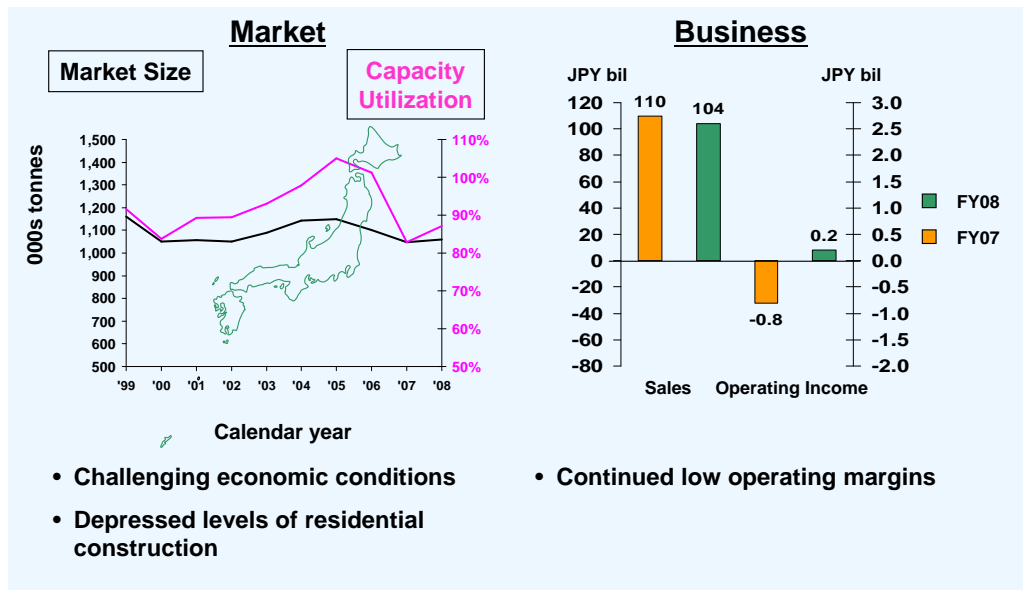 Market
Market Size
Capacity
Utilization
000s tonnes
1,500
1,400
1,300
1,200
1,100
1,000
900
800
700
600
500
110%
100%
90%
80%
70%
60%
50%
'99 '00 '01 '02 '03 '04 '05 '06 '07 '08
Calendar year
• Challenging economic conditions
• Depressed levels of residential
construction
Business
JPY bil
JPY bil
120
100
80
60
40
20
0
-20
-40
-60
-80
110
104
-0.8
0.2
3.0
2.5
2.0
1.5
1.0
0.5
0.0
-0.5
-1.0
-1.5
-2.0
FY08
FY07
Sales Operating Income
• Continued low operating margins